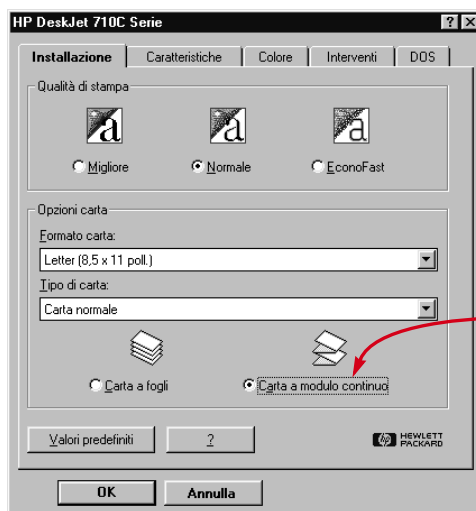 HP DeskJet 710C Serie
Installazione Caratteristiche Colore Interventi DOS
Qualità di stampa
a a a
Migliore Normale EconoFast
Opzioni carta
Formato carta:
Letter (8,5 x 11 poll.)
Tipo di carta:
Carta normale
Carta a fogli Carta a modulo continuo
Valori predefiniti ? hp HEWLETT
PACKARD
OK Annulla